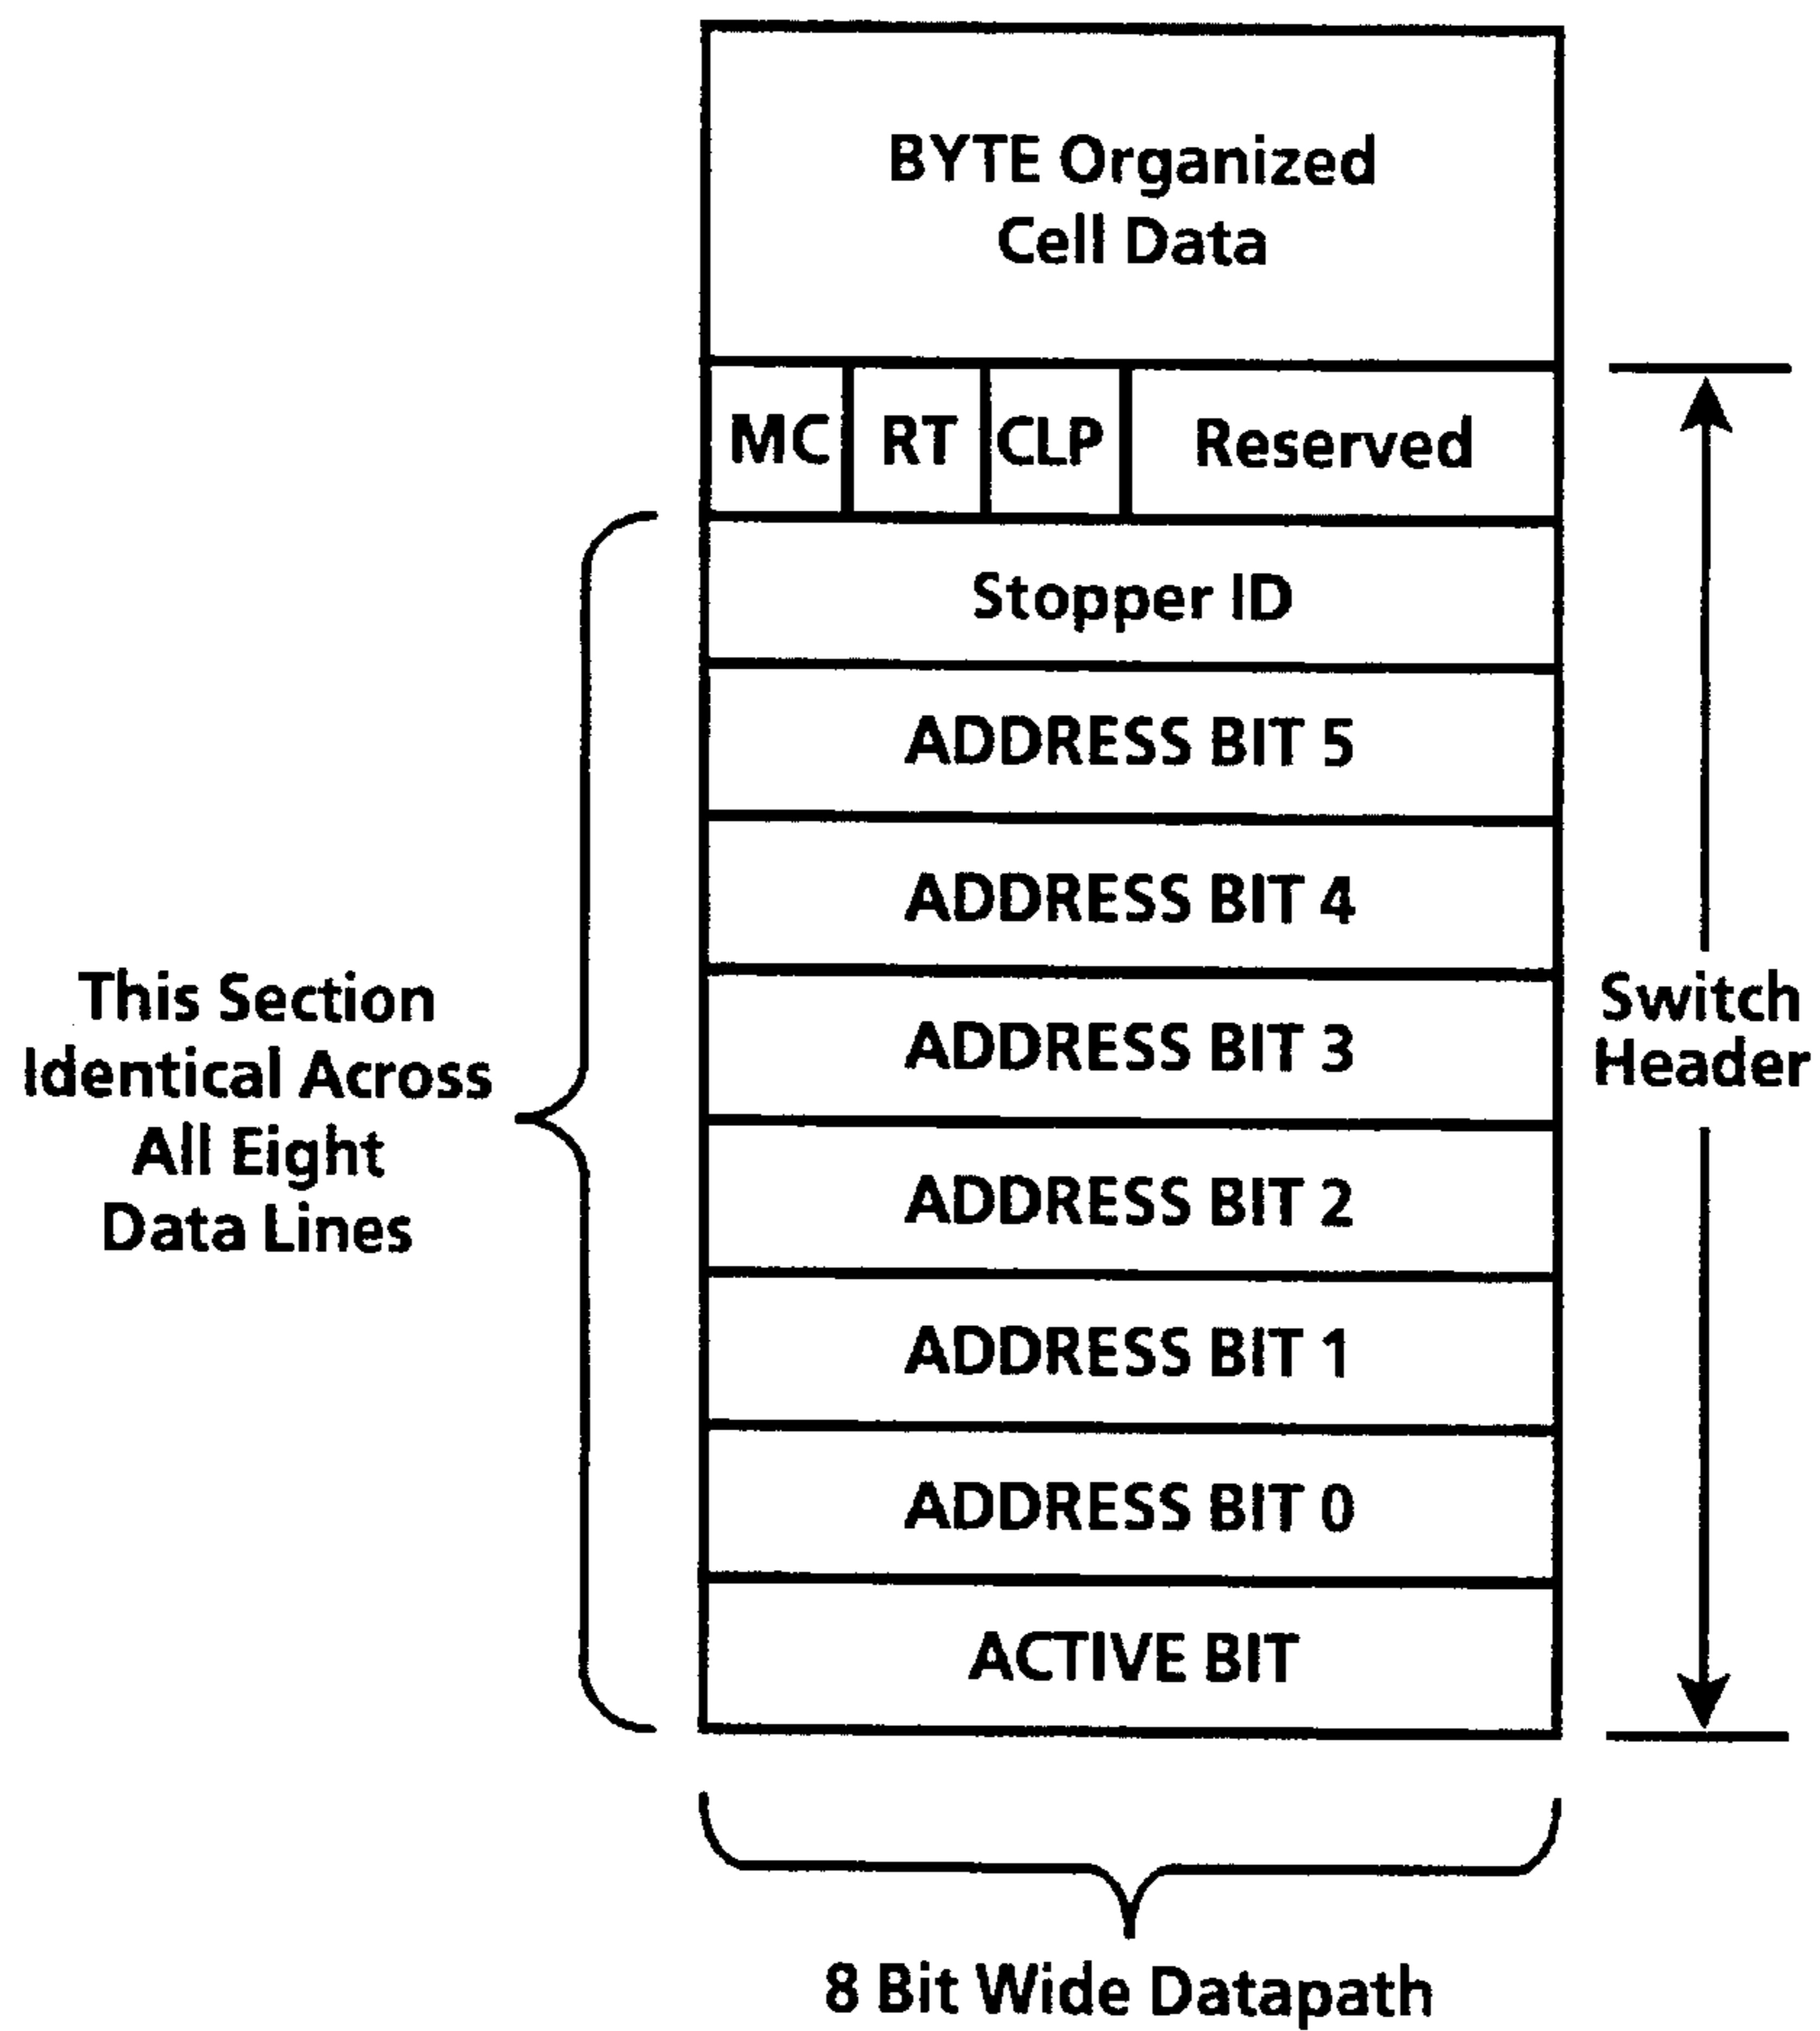 BYTE Organized
Cell Data
MC RT CLP Reserved
Stopper ID
ADDRESS BIT 5
ADDRESS BIT 4
ADDRESS BIT 3
ADDRESS BIT 2
ADDRESS BIT 1
ADDRESS BIT 0
ACTIVE BIT
This Section
Identical Across
All Eight
Data Lines
Switch
Header
8 Bit Wide Datapath